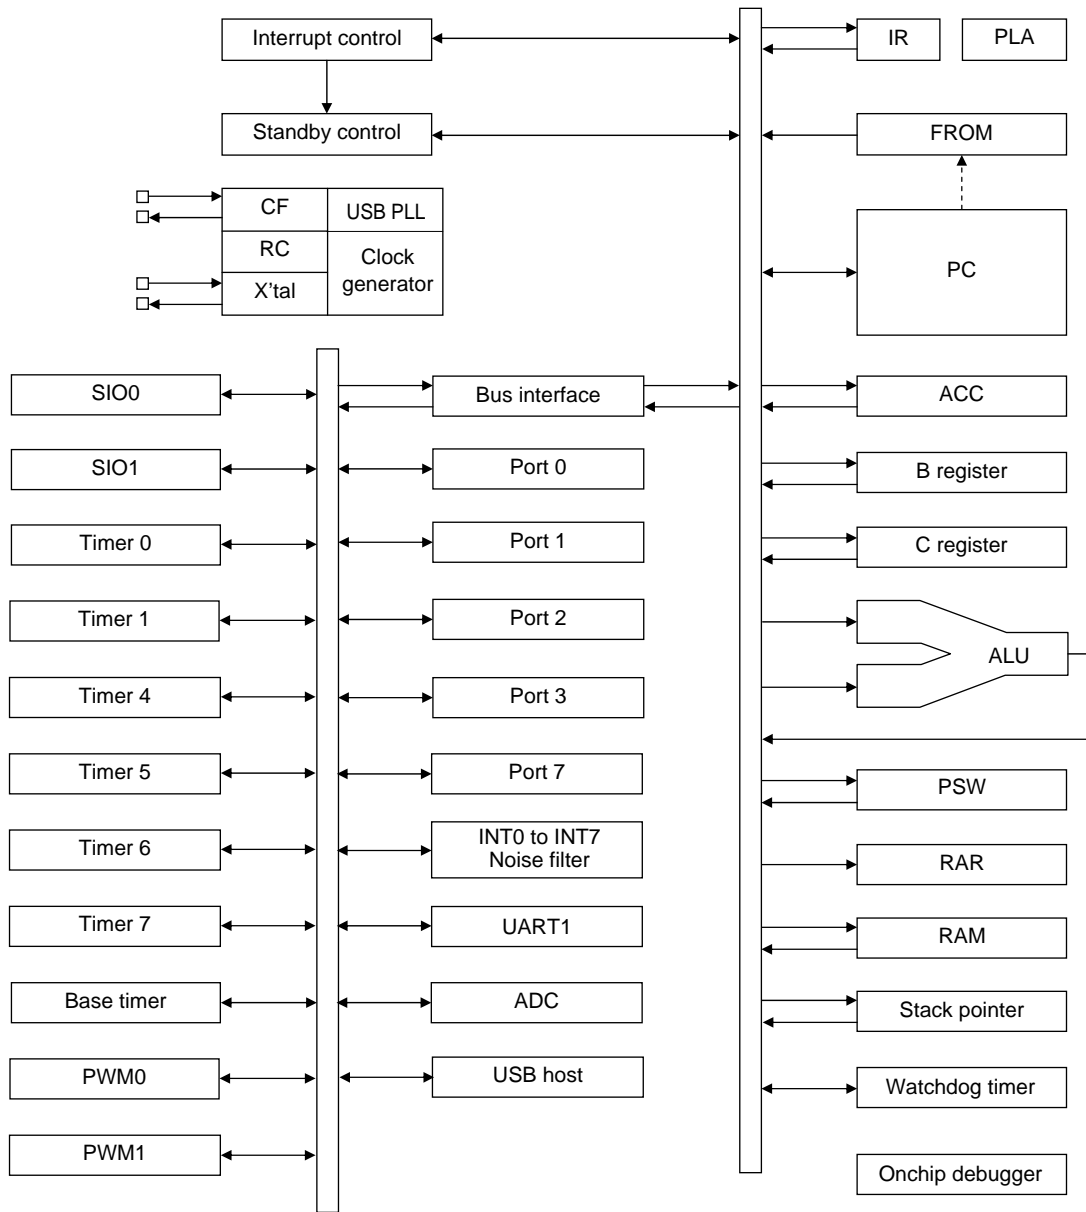 Interrupt control
IR
PLA
Standby control
FROM
CF
USB PLL
RC
Clock
generator
X’tal
PC
SIO0
Bus interface
ACC
SIO1
Port 0
B register
Timer 0
Port 1
C register
Timer 1
Port 2
ALU
Timer 4
Port 3
Timer 5
Port 7
PSW
Timer 6
INT0 to INT7
Noise filter
RAR
Timer 7
UART1
RAM
Base timer
ADC
Stack pointer
PWM0
USB host
Watchdog timer
PWM1
Onchip debugger